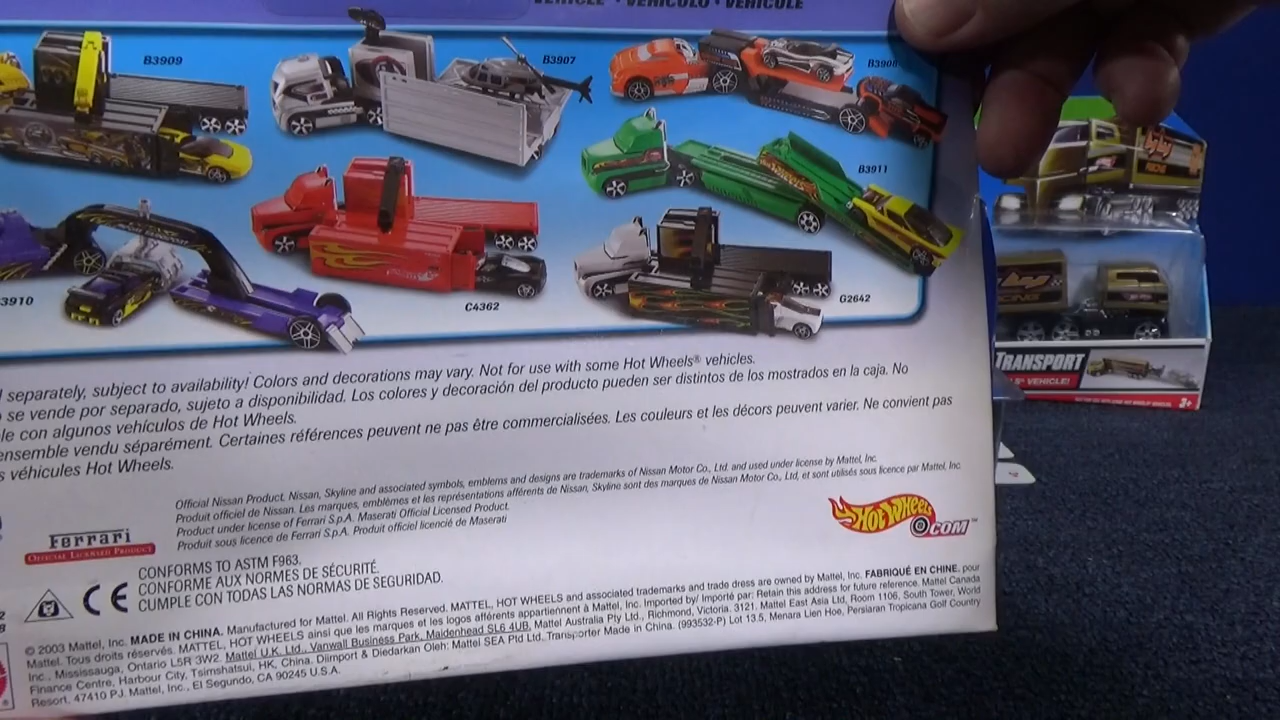 VEHICLE • VEHÍCULO • VÉHICULE
B3909
B3907
B3908
B3911
3910
C4362
G2642
l separately, subject to availability! Colors and decorations may vary. Not for use with some Hot Wheels® vehicles.
se vende por separado, sujeto a disponibilidad. Los colores y decoración del producto pueden ser distintos de los mostrados en la caja. No
le con algunos vehículos de Hot Wheels.
ensemble vendu séparément. Certaines références peuvent ne pas être commercialisées. Les couleurs et les décors peuvent varier. Ne convient pas
s véhicules Hot Wheels.
Official Nissan Product. Nissan, Skyline and associated symbols, emblems and designs are trademarks of Nissan Motor Co., Ltd. and used under license by Mattel, Inc.
Produit officiel de Nissan. Les marques, emblèmes et les représentations afférents de Nissan, Skyline sont des marques de Nissan Motor Co., Ltd, et sont utilisés sous licence par Mattel, Inc.
Product under license of Ferrari S.p.A. Maserati Official Licensed Product.
Produit sous licence de Ferrari S.p.A. Produit officiel licencié de Maserati
Ferrari
OFFICIAL LICENSED PRODUCT
HOT WHEELS.COM™
CONFORMS TO ASTM F963.
CONFORME AUX NORMES DE SÉCURITÉ.
CUMPLE CON TODAS LAS NORMAS DE SEGURIDAD.
CE
© 2003 Mattel, Inc. MADE IN CHINA. Manufactured for Mattel. All Rights Reserved. MATTEL, HOT WHEELS and associated trademarks and trade dress are owned by Mattel, Inc. FABRIQUÉ EN CHINE. pour
Mattel. Tous droits réservés. MATTEL, HOT WHEELS ainsi que les marques et les logos afférents appartiennent à Mattel, Inc. Imported by/ Importé par: Retain this address for future reference. Mattel Canada
Inc., Mississauga, Ontario L5R 3W2. Mattel U.K. Ltd., Vanwall Business Park, Maidenhead SL6 4UB. Mattel Australia Pty Ltd., Richmond, Victoria. 3121. Mattel East Asia Ltd, Room 1106, South Tower, World
Finance Centre, Harbour City, Tsimshatsui, HK, China. Diimport & Diedarkan Oleh: Mattel SEA Ptd Ltd. Transporter Made in China. (993532-P) Lot 13.5, Menara Lien Hoe, Persiaran Tropicana Golf Country
Resort, 47410 PJ. Mattel, Inc., El Segundo, CA 90245 U.S.A.
TRANSPORT
VEHICLE!
3+